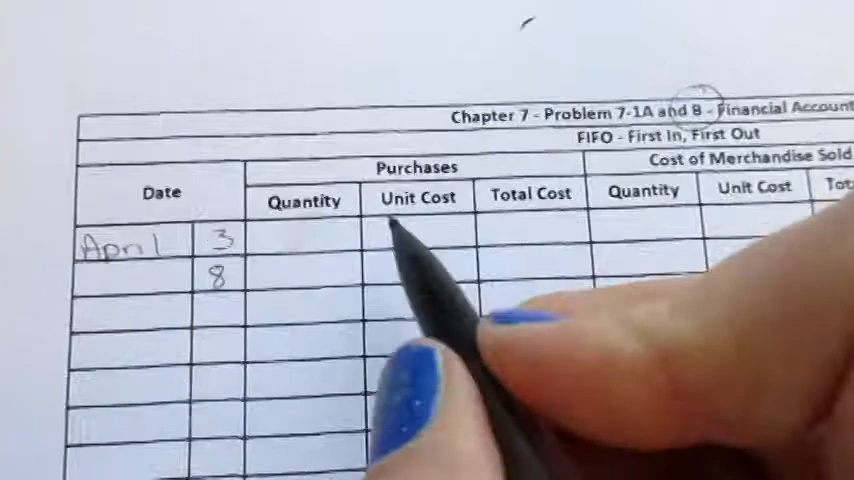 Chapter 7 - Problem 7-1A and B - Financial Account
FIFO - First In, First Out
Date Purchases Cost of Merchandise Sold
Quantity Unit Cost Total Cost Quantity Unit Cost Tot
April 3
8